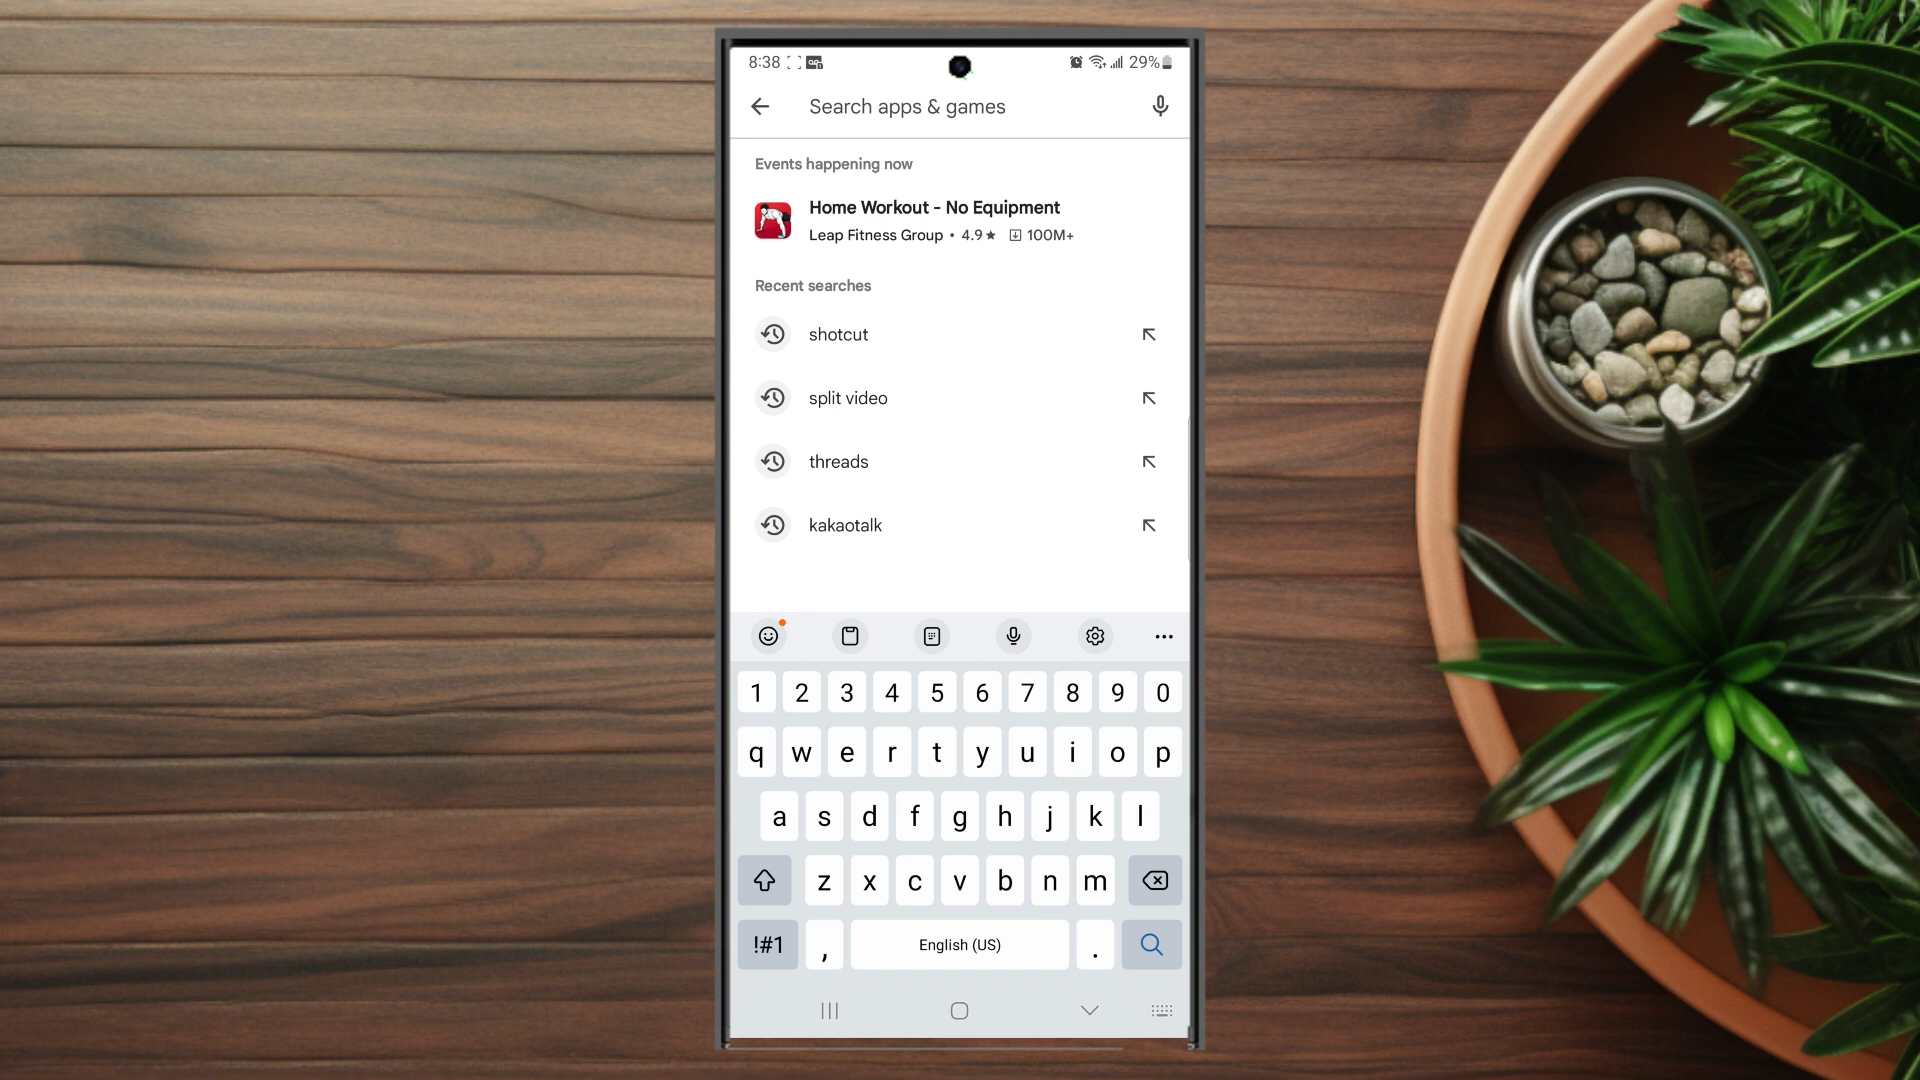 8:38 29%
Search apps & games
Events happening now
Home Workout - No Equipment
Leap Fitness Group • 4.9★ 100M+
Recent searches
shotcut
split video
threads
kakaotalk
1 2 3 4 5 6 7 8 9 0
q w e r t y u i o p
a s d f g h j k l
z x c v b n m
!#1 , English (US) .